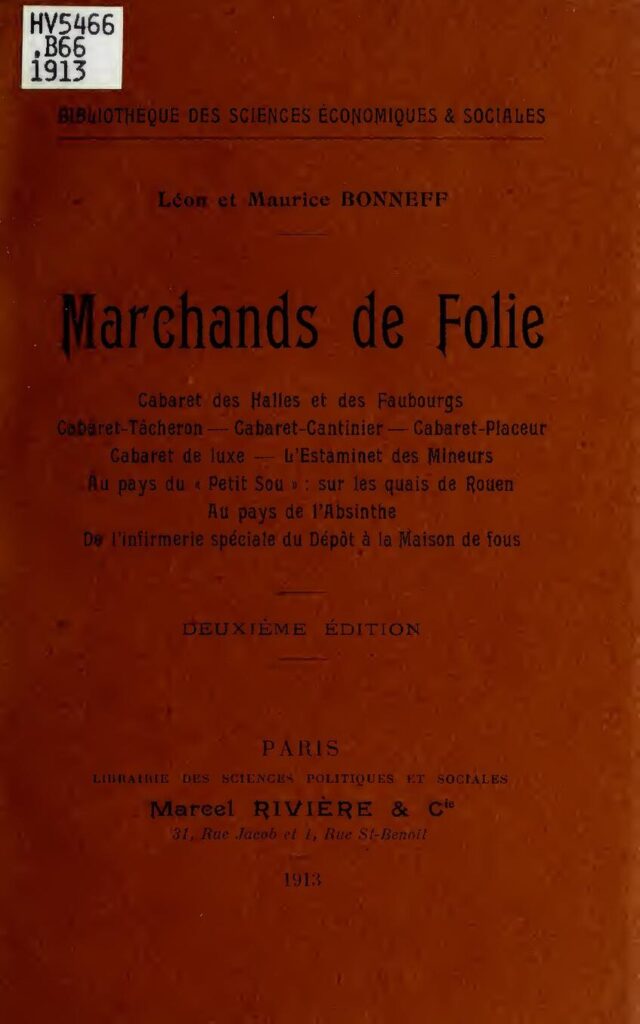 HV5466
.B66
1913
BIBLIOTHÈQUE DES SCIENCES ÉCONOMIQUES & SOCIALES
Léon et Maurice BONNEFF
Marchands de Folie
Cabaret des Halles et des Faubourgs
Cabaret-Tâcheron — Cabaret-Cantinier — Cabaret-Placeur
Cabaret de luxe — L'Estaminet des Mineurs
Au pays du « Petit Sou » : sur les quais de Rouen
Au pays de l'Absinthe
De l'infirmerie spéciale du Dépôt à la Maison de fous
DEUXIÈME ÉDITION
PARIS
LIBRAIRIE DES SCIENCES POLITIQUES ET SOCIALES
Marcel RIVIÈRE & Cie
31, Rue Jacob et 1, Rue St-Benoît
1913